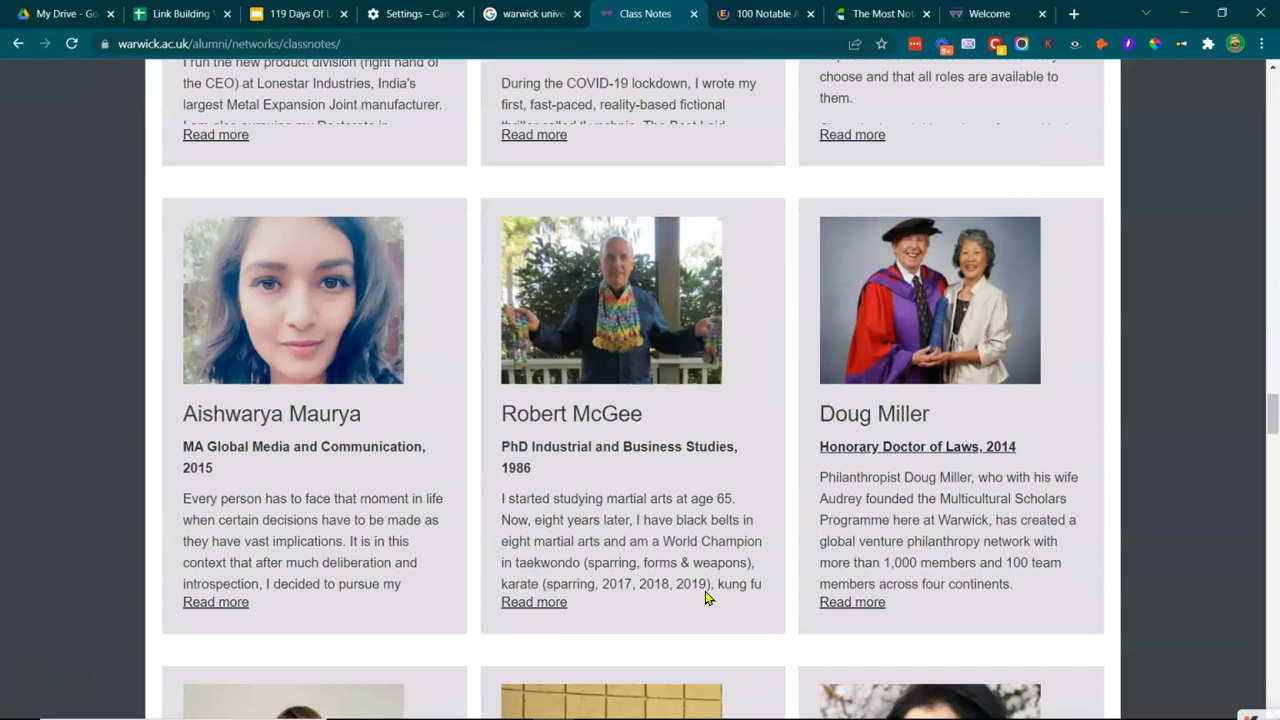 My Drive - Go
Link Building
119 Days Of L
Settings – Can
warwick unive
Class Notes
100 Notable A
The Most Not
Welcome
warwick.ac.uk/alumni/networks/classnotes/
I run the new product division (right hand of
the CEO) at Lonestar Industries, India's
largest Metal Expansion Joint manufacturer.
Read more
During the COVID-19 lockdown, I wrote my
first, fast-paced, reality-based fictional
Read more
choose and that all roles are available to
them.
Read more
Aishwarya Maurya
MA Global Media and Communication,
2015
Every person has to face that moment in life
when certain decisions have to be made as
they have vast implications. It is in this
context that after much deliberation and
introspection, I decided to pursue my
Read more
Robert McGee
PhD Industrial and Business Studies,
1986
I started studying martial arts at age 65.
Now, eight years later, I have black belts in
eight martial arts and am a World Champion
in taekwondo (sparring, forms & weapons),
karate (sparring, 2017, 2018, 2019), kung fu
Read more
Doug Miller
Honorary Doctor of Laws, 2014
Philanthropist Doug Miller, who with his wife
Audrey founded the Multicultural Scholars
Programme here at Warwick, has created a
global venture philanthropy network with
more than 1,000 members and 100 team
members across four continents.
Read more